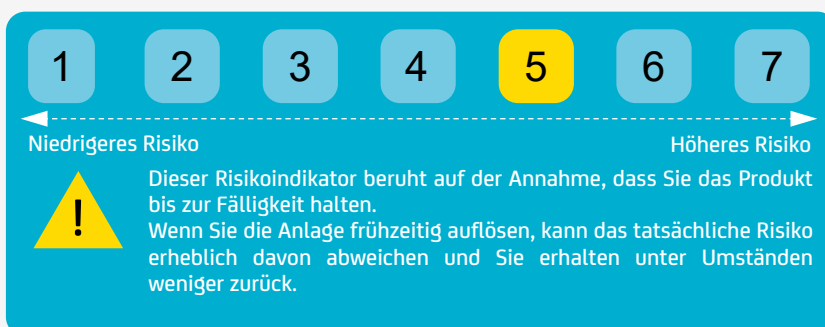 1 2 3 4 5 6 7
Niedrigeres Risiko Höheres Risiko
Dieser Risikoindikator beruht auf der Annahme, dass Sie das Produkt
bis zur Fälligkeit halten.
!
Wenn Sie die Anlage frühzeitig auflösen, kann das tatsächliche Risiko
erheblich davon abweichen und Sie erhalten unter Umständen
weniger zurück.